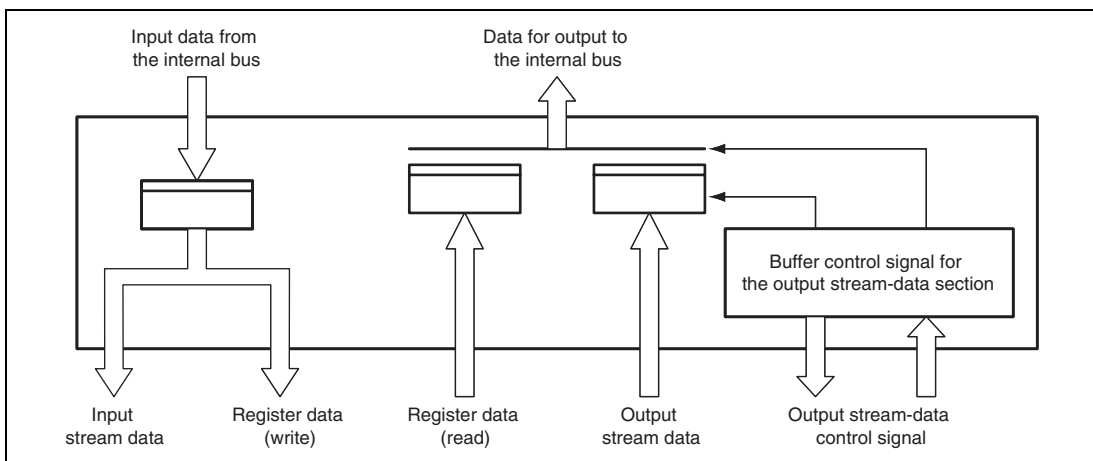 Input data from
the internal bus
Data for output to
the internal bus
Buffer control signal for
the output stream-data section
Input
stream data
Register data
(write)
Register data
(read)
Output
stream data
Output stream-data
control signal